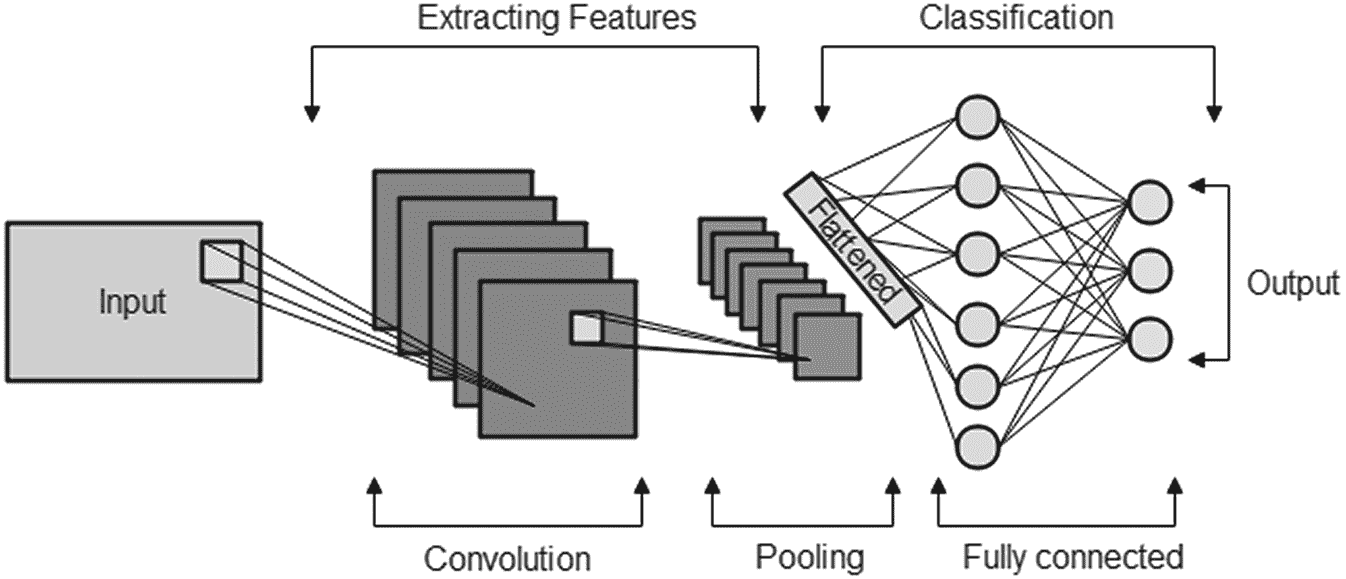 Extracting Features
Classification
Input
Flattened
Output
Convolution
Pooling
Fully connected